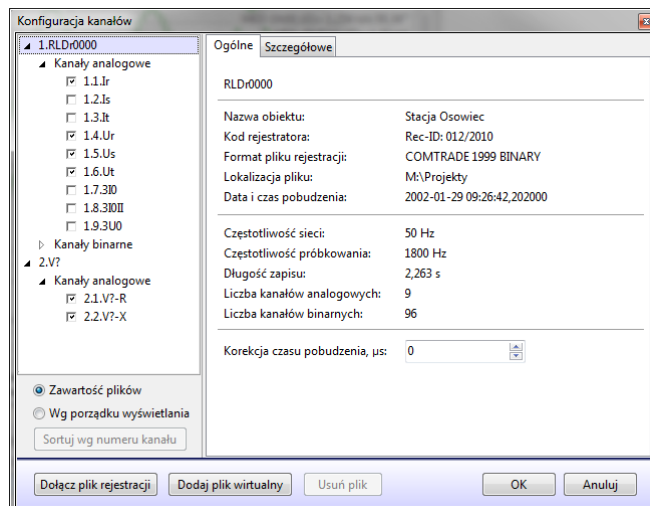 Konfiguracja kanałów
1.RLDr0000
Kanały analogowe
1.1.Ir
1.2.Is
1.3.It
1.4.Ur
1.5.Us
1.6.Ut
1.7.3I0
1.8.3I0II
1.9.3U0
Kanały binarne
2.V?
Kanały analogowe
2.1.V?-R
2.2.V?-X
Zawartość plików
Wg porządku wyświetlania
Sortuj wg numeru kanału
Ogólne Szczegółowe
RLDr0000
Nazwa obiektu: Stacja Osowiec
Kod rejestratora: Rec-ID: 012/2010
Format pliku rejestracji: COMTRADE 1999 BINARY
Lokalizacja pliku: M:\Projekty
Data i czas pobudzenia: 2002-01-29 09:26:42,202000
Częstotliwość sieci: 50 Hz
Częstotliwość próbkowania: 1800 Hz
Długość zapisu: 2,263 s
Liczba kanałów analogowych: 9
Liczba kanałów binarnych: 96
Korekcja czasu pobudzenia, µs: 0
Dołącz plik rejestracji Dodaj plik wirtualny Usuń plik OK Anuluj